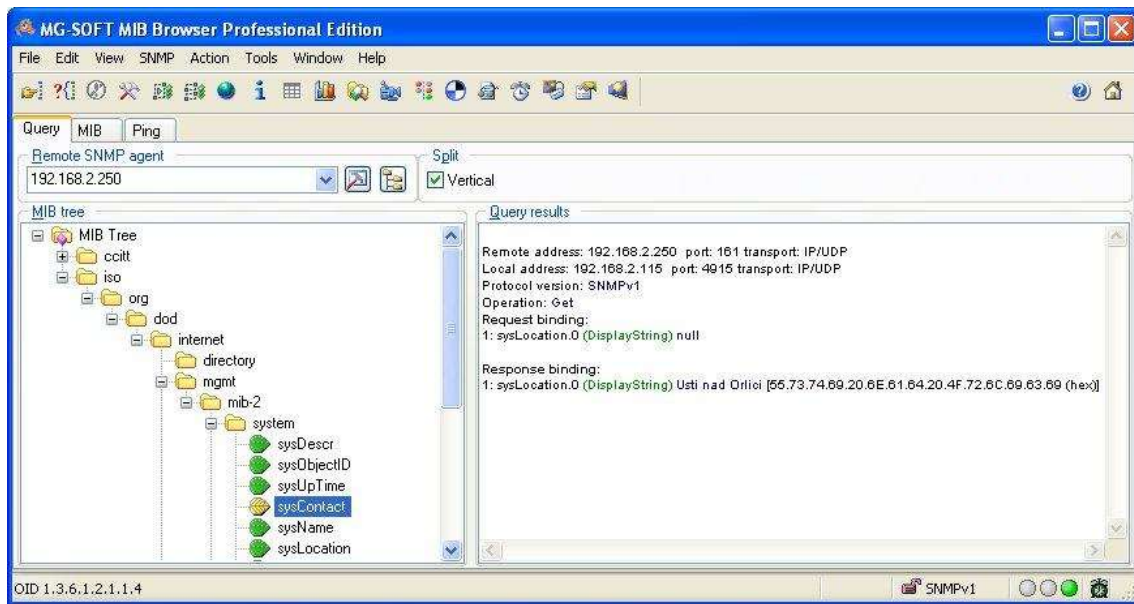 MG-SOFT MIB Browser Professional Edition
File Edit View SNMP Action Tools Window Help
Query MIB Ping
Remote SNMP agent
192.168.2.250
Split
Vertical
MIB tree
MIB Tree
ccitt
iso
org
dod
internet
directory
mgmt
mib-2
system
sysDescr
sysObjectID
sysUpTime
sysContact
sysName
sysLocation
Query results
Remote address: 192.168.2.250 port: 161 transport: IP/UDP
Local address: 192.168.2.115 port: 4915 transport: IP/UDP
Protocol version: SNMPv1
Operation: Get
Request binding:
1: sysLocation.0 (DisplayString) null
Response binding:
1: sysLocation.0 (DisplayString) Usti nad Orlici [55.73.74.69.20.6E.61.64.20.4F.72.6C.69.63.69 (hex)]
OID 1.3.6.1.2.1.1.4
SNMPv1